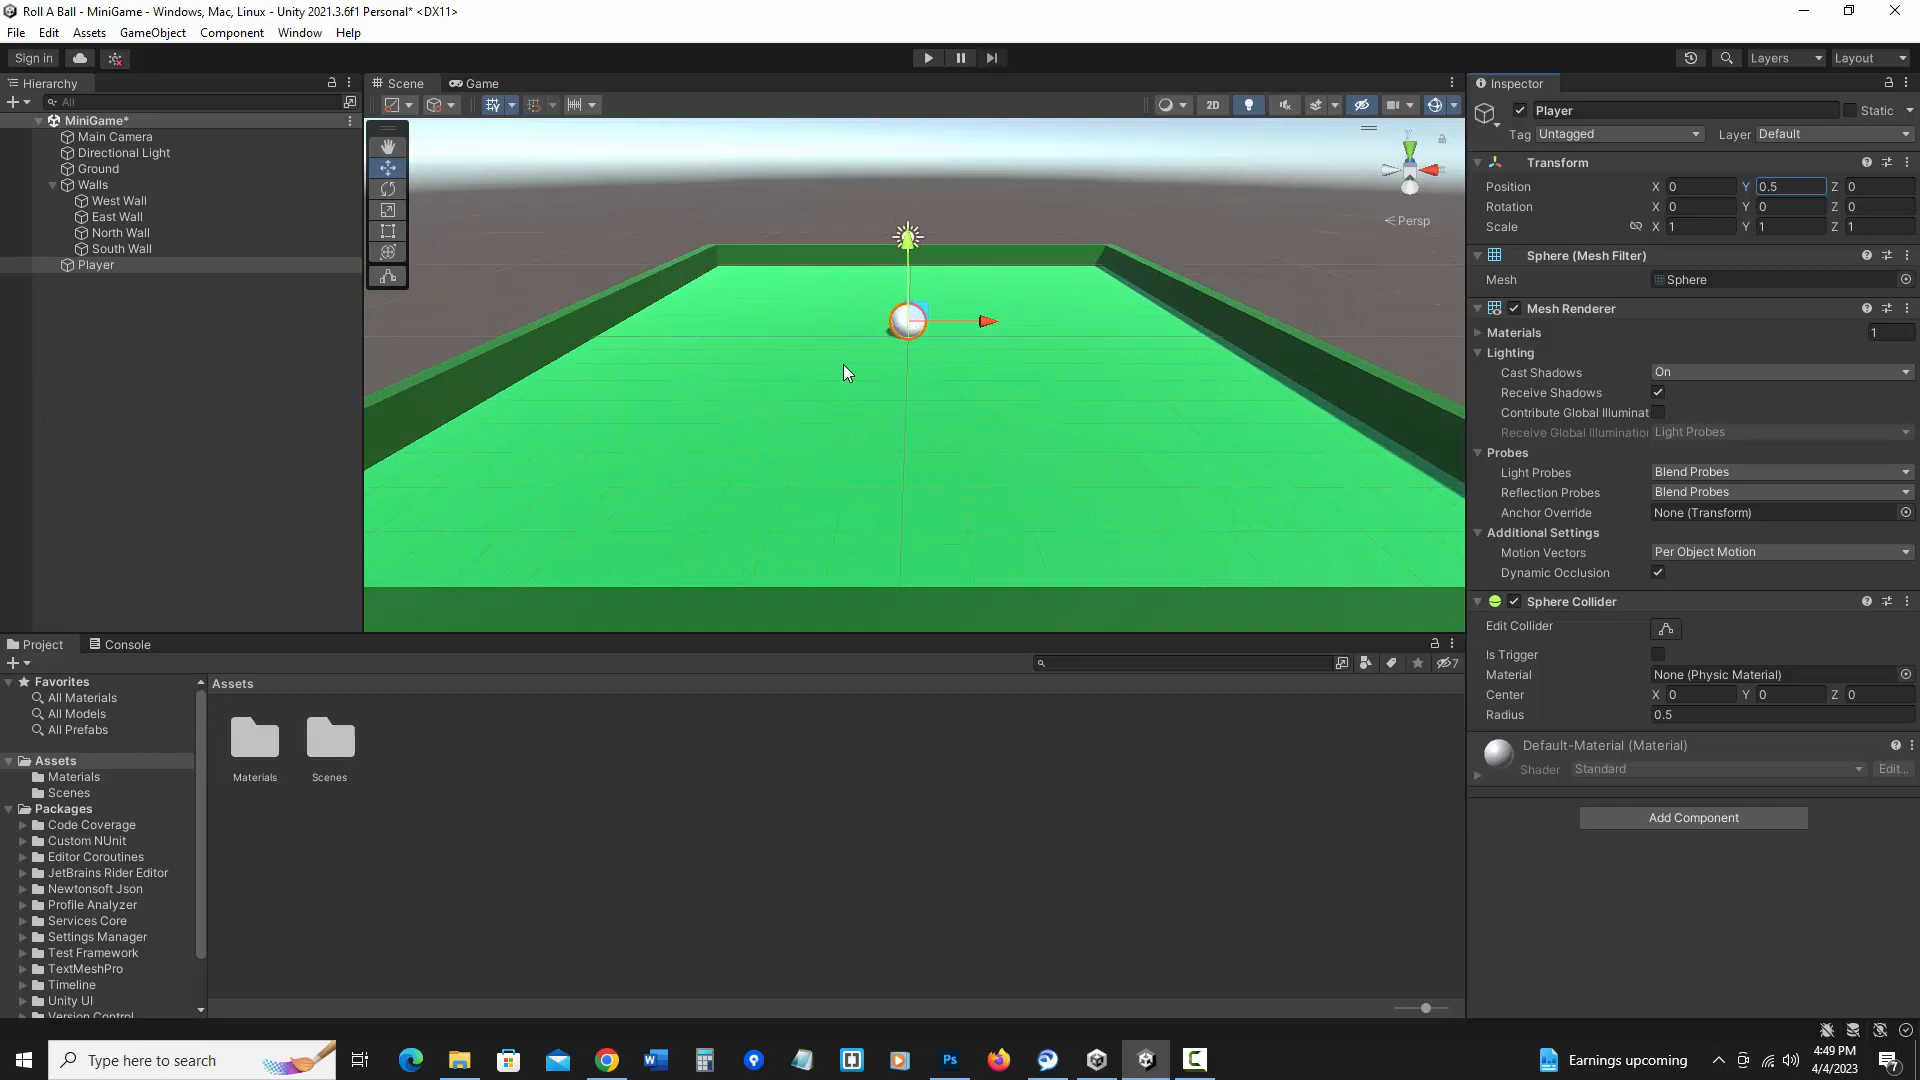 Roll A Ball - MiniGame - Windows, Mac, Linux - Unity 2021.3.6f1 Personal* <DX11>
File Edit Assets GameObject Component Window Help
Sign in Layers Layout
Hierarchy
All
MiniGame*
Main Camera
Directional Light
Ground
Walls
West Wall
East Wall
North Wall
South Wall
Player
Scene Game
2D
y
Persp
Inspector
Player Static
Tag Untagged Layer Default
Transform
Position X 0 Y 0.5 Z 0
Rotation X 0 Y 0 Z 0
Scale X 1 Y 1 Z 1
Sphere (Mesh Filter)
Mesh Sphere
Mesh Renderer
Materials 1
Lighting
Cast Shadows On
Receive Shadows
Contribute Global Illuminat
Receive Global Illumination Light Probes
Probes
Light Probes Blend Probes
Reflection Probes Blend Probes
Anchor Override None (Transform)
Additional Settings
Motion Vectors Per Object Motion
Dynamic Occlusion
Sphere Collider
Edit Collider
Is Trigger
Material None (Physic Material)
Center X 0 Y 0 Z 0
Radius 0.5
Default-Material (Material)
Shader Standard Edit...
Add Component
Project Console
7
Favorites
All Materials
All Models
All Prefabs
Assets
Materials
Scenes
Packages
Code Coverage
Custom NUnit
Editor Coroutines
JetBrains Rider Editor
Newtonsoft Json
Profile Analyzer
Services Core
Settings Manager
Test Framework
TextMeshPro
Timeline
Unity UI
Version Control
Assets
Materials Scenes
Type here to search
W
Ps
C
Earnings upcoming
4:49 PM
4/4/2023
7